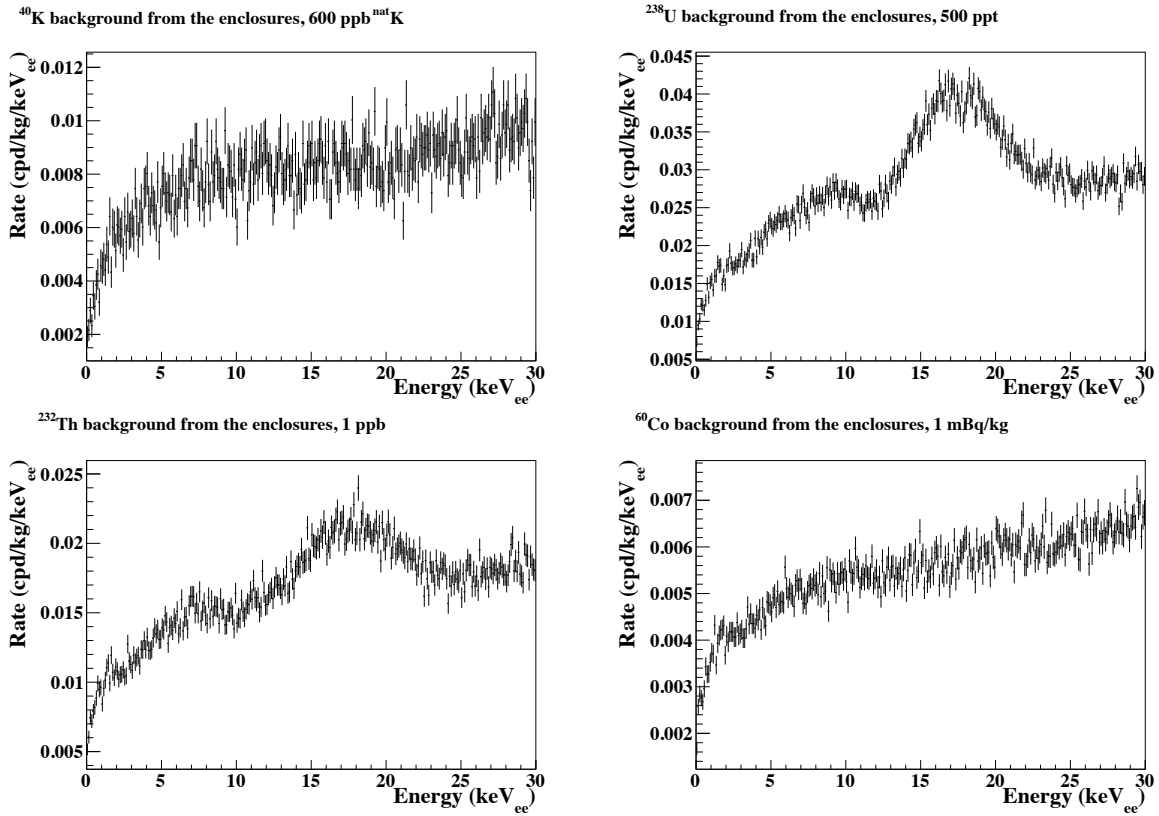 40K background from the enclosures, 600 ppb natK
Rate (cpd/kg/keVee)
0.012
0.01
0.008
0.006
0.004
0.002
0 5 10 15 20 25 30
Energy (keVee)
238U background from the enclosures, 500 ppt
Rate (cpd/kg/keVee)
0.045
0.04
0.035
0.03
0.025
0.02
0.015
0.01
0.005
0 5 10 15 20 25 30
Energy (keVee)
232Th background from the enclosures, 1 ppb
Rate (cpd/kg/keVee)
0.025
0.02
0.015
0.01
0.005
0 5 10 15 20 25 30
Energy (keVee)
60Co background from the enclosures, 1 mBq/kg
Rate (cpd/kg/keVee)
0.007
0.006
0.005
0.004
0.003
0.002
0 5 10 15 20 25 30
Energy (keVee)